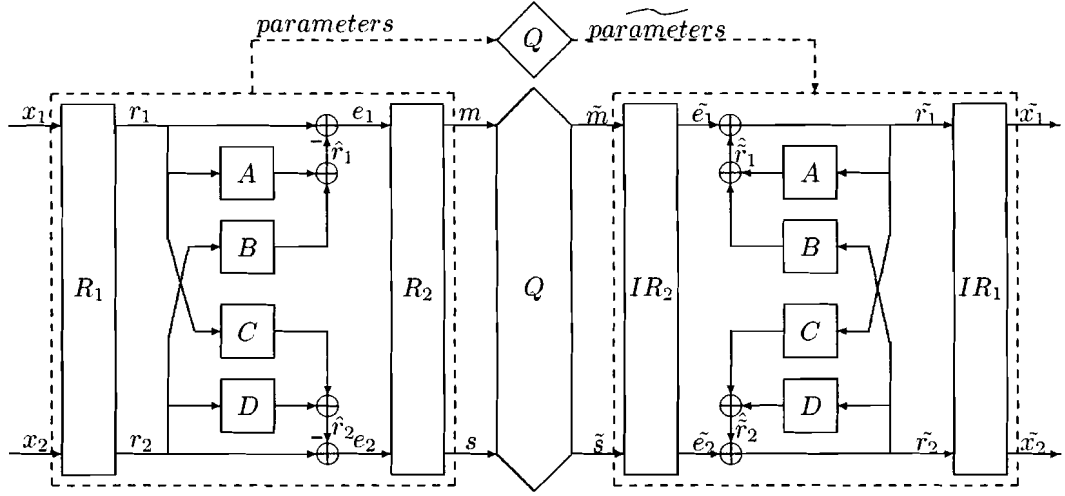 parameters
Q
p̃arameters
x₁
r₁
e₁
m
m̃
ẽ₁
r̃₁
x̃₁
-
r̂₁
A
r̃̂₁
A
B
B
R₁
R₂
Q
IR₂
IR₁
C
C
D
D
-
r̂₂
r̃̂₂
x₂
r₂
e₂
s
s̃
ẽ₂
r̃₂
x̃₂